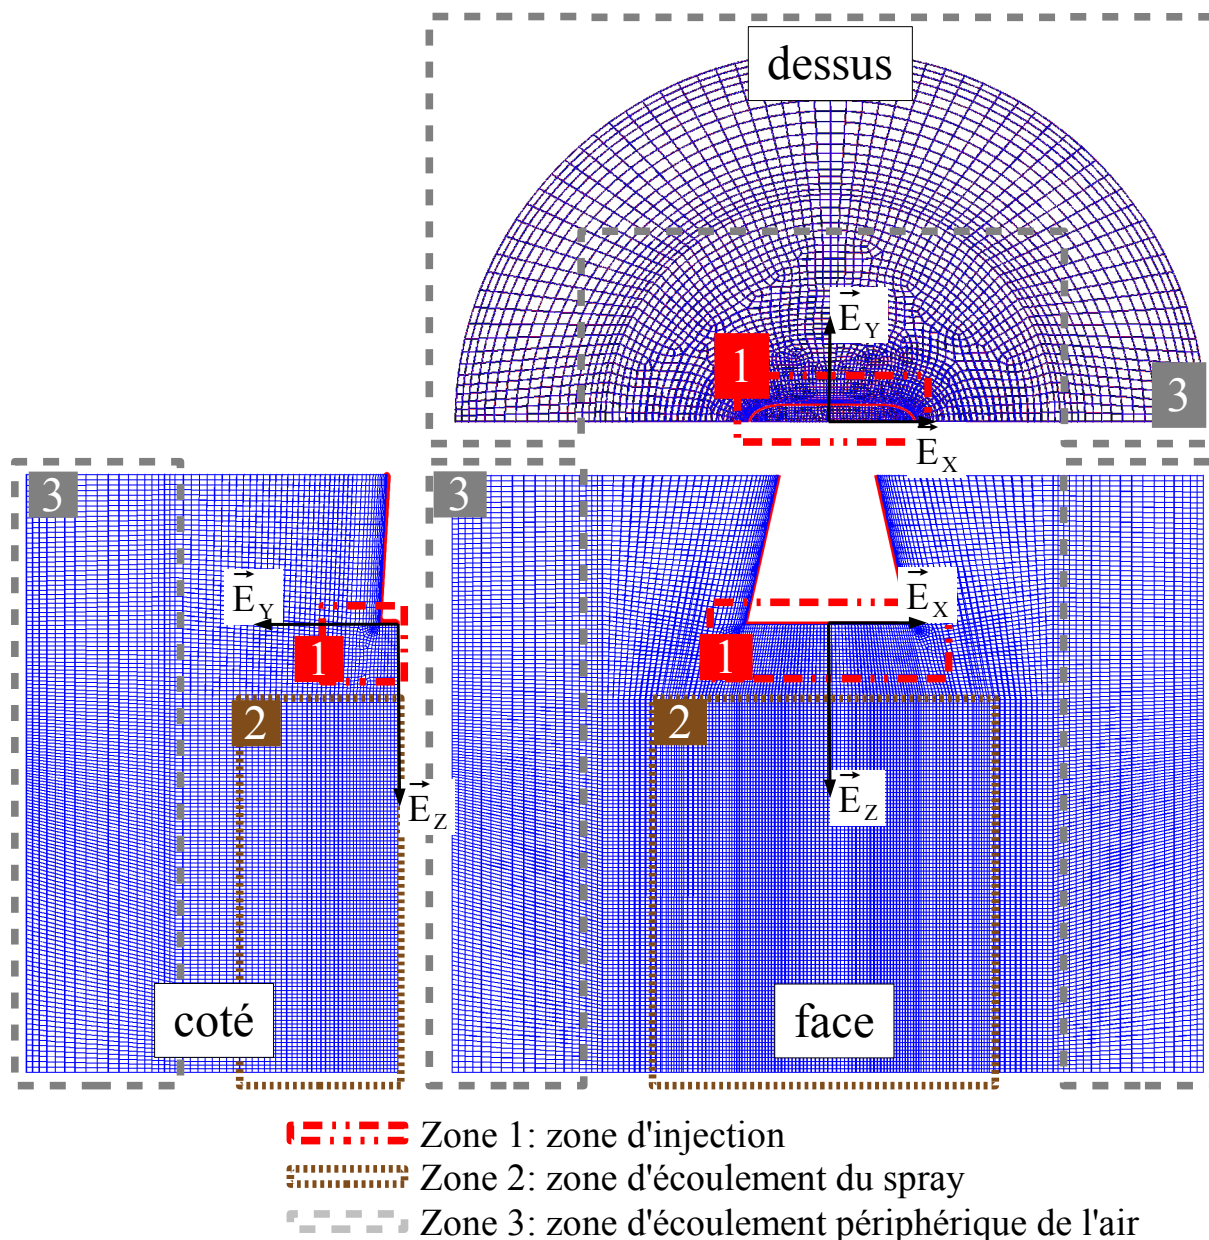 dessus
E_Y
1
3
E_X
3
3
E_Y
E_X
1
1
2
2
E_Z
E_Z
coté
face
Zone 1: zone d'injection
Zone 2: zone d'écoulement du spray
Zone 3: zone d'écoulement périphérique de l'air